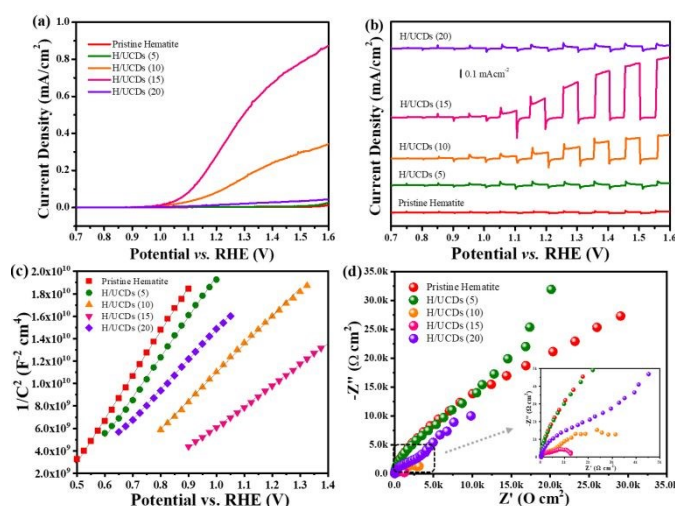 (a)
Current Density (mA/cm²)
1.0
0.8
0.6
0.4
0.2
0.0
Pristine Hematite
H/UCDs (5)
H/UCDs (10)
H/UCDs (15)
H/UCDs (20)
0.7 0.8 0.9 1.0 1.1 1.2 1.3 1.4 1.5 1.6
Potential vs. RHE (V)
(b)
Current Density (mA/cm²)
H/UCDs (20)
0.1 mAcm⁻²
H/UCDs (15)
H/UCDs (10)
H/UCDs (5)
Pristine Hematite
0.7 0.8 0.9 1.0 1.1 1.2 1.3 1.4 1.5 1.6
Potential vs. RHE (V)
(c)
1/C² (F⁻² cm⁴)
2.0x10¹⁰
1.8x10¹⁰
1.6x10¹⁰
1.4x10¹⁰
1.2x10¹⁰
1.0x10¹⁰
8.0x10⁹
6.0x10⁹
4.0x10⁹
2.0x10⁹
Pristine Hematite
H/UCDs (5)
H/UCDs (10)
H/UCDs (15)
H/UCDs (20)
0.5 0.6 0.7 0.8 0.9 1.0 1.1 1.2 1.3 1.4
Potential vs. RHE (V)
(d)
-Z'' (Ω cm²)
35.0k
30.0k
25.0k
20.0k
15.0k
10.0k
5.0k
0.0
Pristine Hematite
H/UCDs (5)
H/UCDs (10)
H/UCDs (15)
H/UCDs (20)
-Z'' (Ω cm²)
Z' (Ω cm²)
0.0 5.0k 10.0k 15.0k 20.0k 25.0k 30.0k 35.0k
Z' (O cm²)